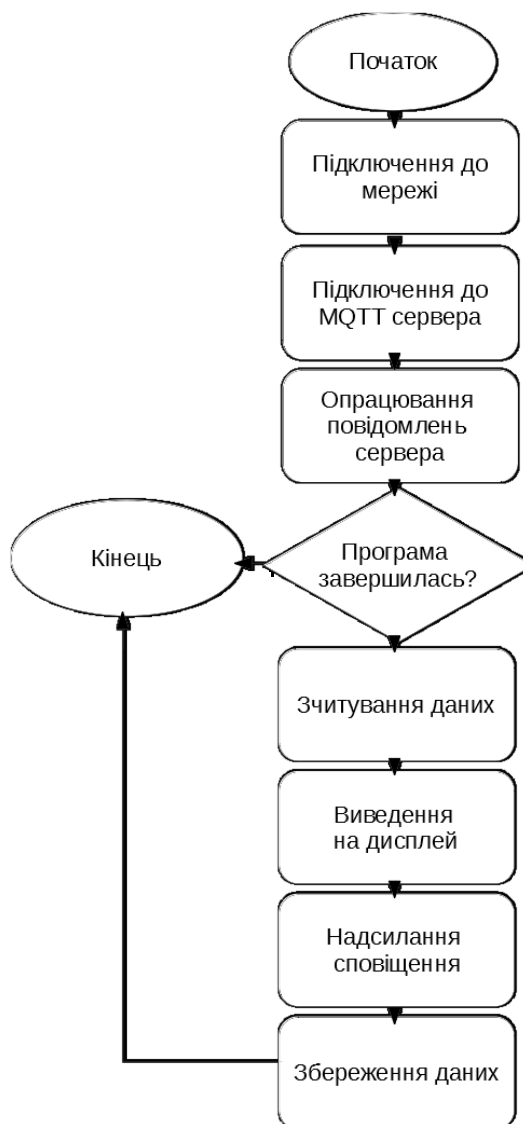 Початок
Підключення до
мережі
Підключення до
MQTT сервера
Опрацювання
повідомлень
сервера
Програма
завершилась?
Кінець
Зчитування даних
Виведення
на дисплей
Надсилання
сповіщення
Збереження даних